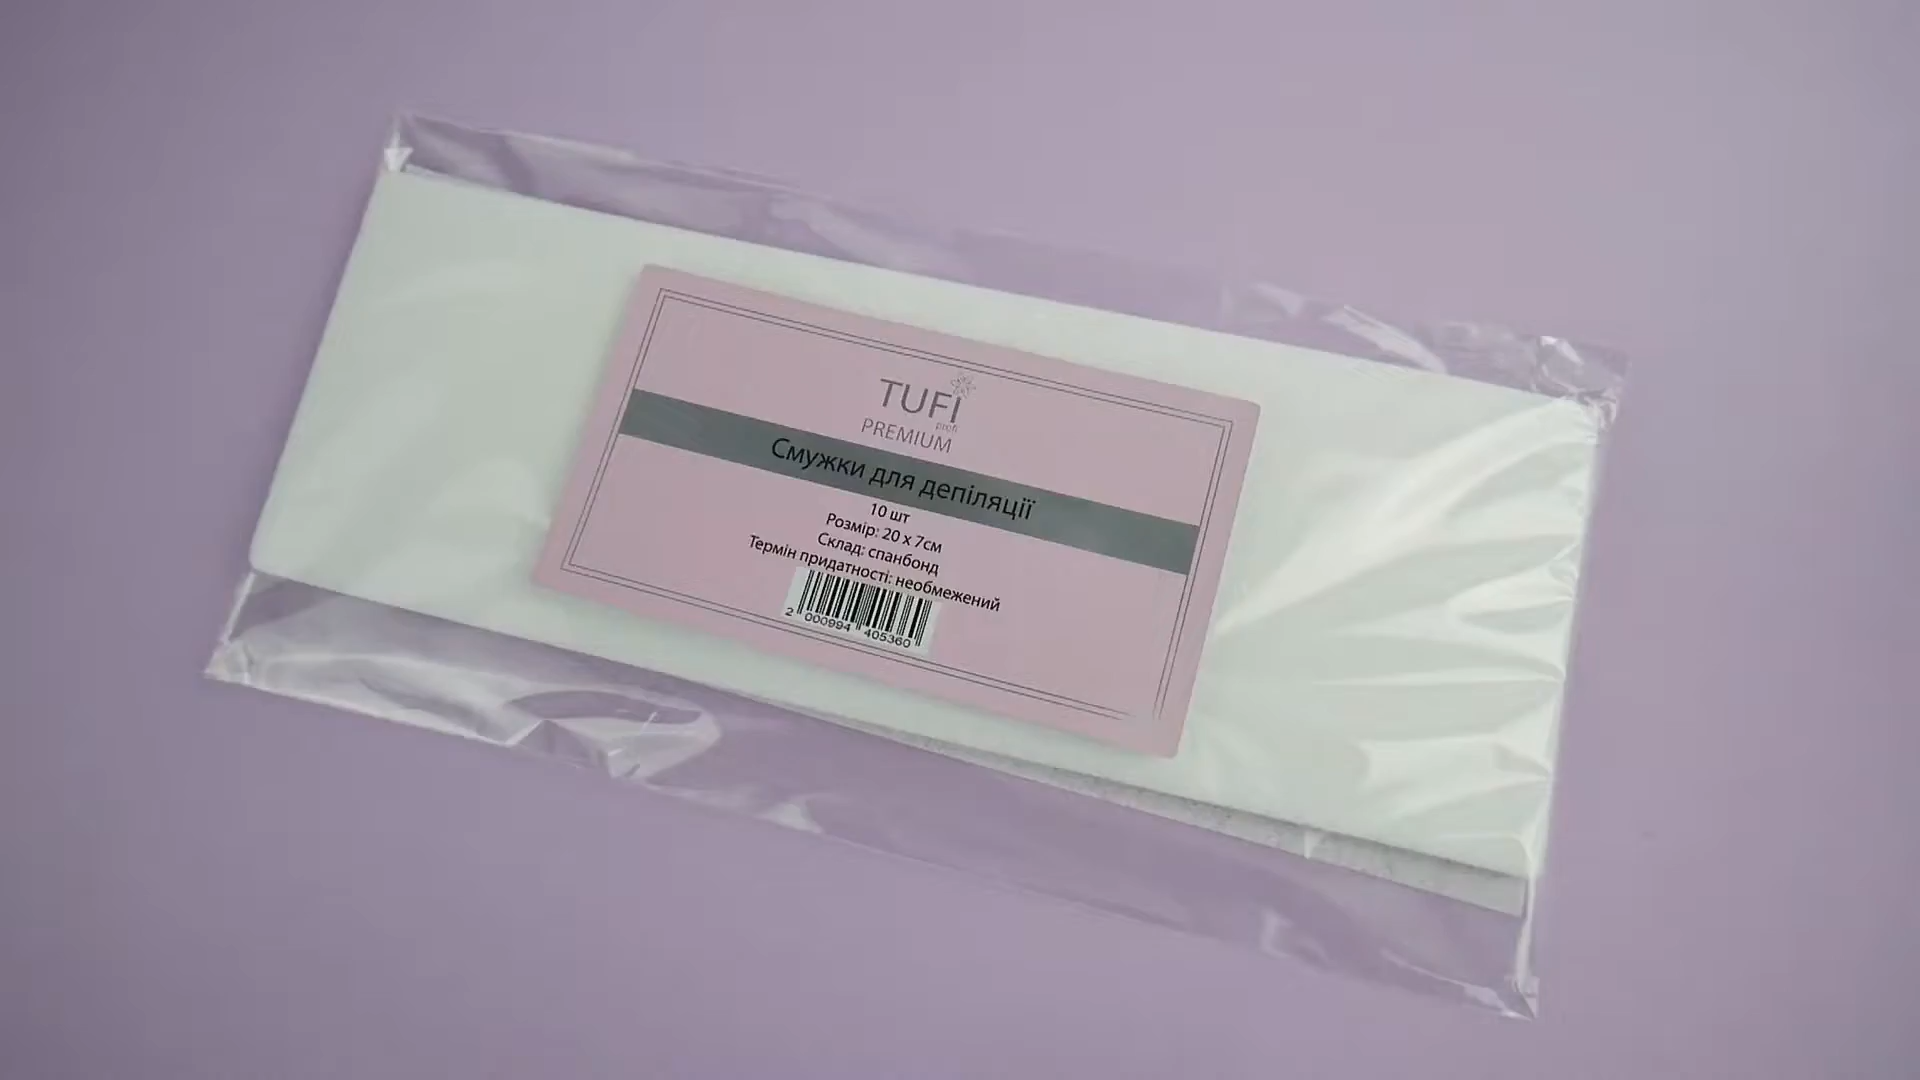 TUFI
profi
PREMIUM
Смужки для депіляції
10 шт
Розмір: 20 x 7см
Склад: спанбонд
Термін придатності: необмежений
2 000994 405360